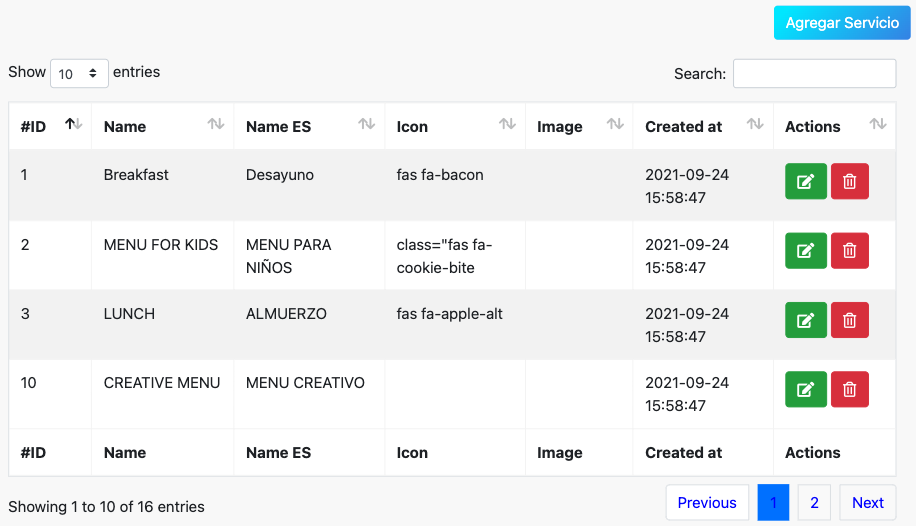 Agregar Servicio
Show 10 entries
Search:
#ID Name Name ES Icon Image Created at Actions
1 Breakfast Desayuno fas fa-bacon 2021-09-24
15:58:47
2 MENU FOR KIDS MENU PARA class="fas fa- 2021-09-24
NIÑOS cookie-bite 15:58:47
3 LUNCH ALMUERZO fas fa-apple-alt 2021-09-24
15:58:47
10 CREATIVE MENU MENU CREATIVO 2021-09-24
15:58:47
#ID Name Name ES Icon Image Created at Actions
Showing 1 to 10 of 16 entries
Previous 1 2 Next